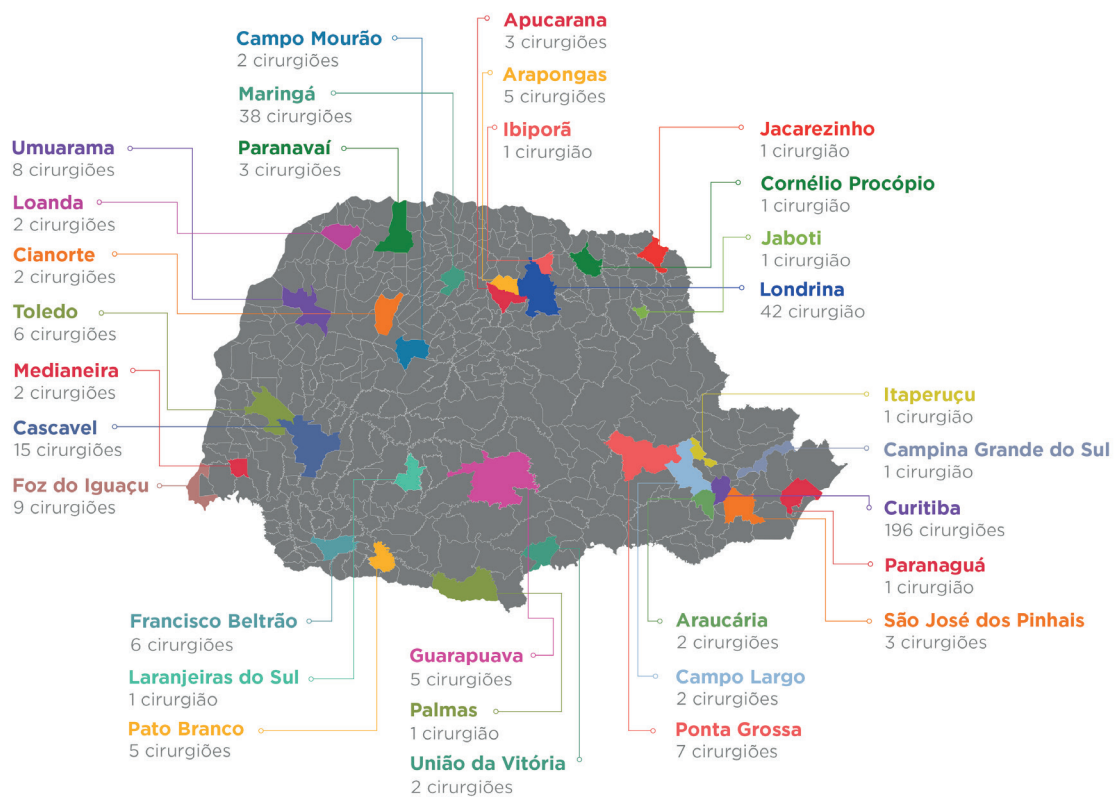 Apucarana
3 cirurgiões
Campo Mourão
2 cirurgiões
Arapongas
5 cirurgiões
Maringá
38 cirurgiões
Ibiporã
1 cirurgião
Jacarezinho
1 cirurgião
Umuarama
8 cirurgiões
Paranavaí
3 cirurgiões
Cornélio Procópio
1 cirurgião
Loanda
2 cirurgiões
Jaboti
1 cirurgião
Cianorte
2 cirurgiões
Londrina
42 cirurgião
Toledo
6 cirurgiões
Medianeira
2 cirurgiões
Itaperuçu
1 cirurgião
Cascavel
15 cirurgiões
Campina Grande do Sul
1 cirurgião
Foz do Iguaçu
9 cirurgiões
Curitiba
196 cirurgiões
Paranaguá
1 cirurgião
Francisco Beltrão
6 cirurgiões
Araucária
2 cirurgiões
São José dos Pinhais
3 cirurgiões
Guarapuava
5 cirurgiões
Laranjeiras do Sul
1 cirurgião
Campo Largo
2 cirurgiões
Palmas
1 cirurgião
Pato Branco
5 cirurgiões
Ponta Grossa
7 cirurgiões
União da Vitória
2 cirurgiões